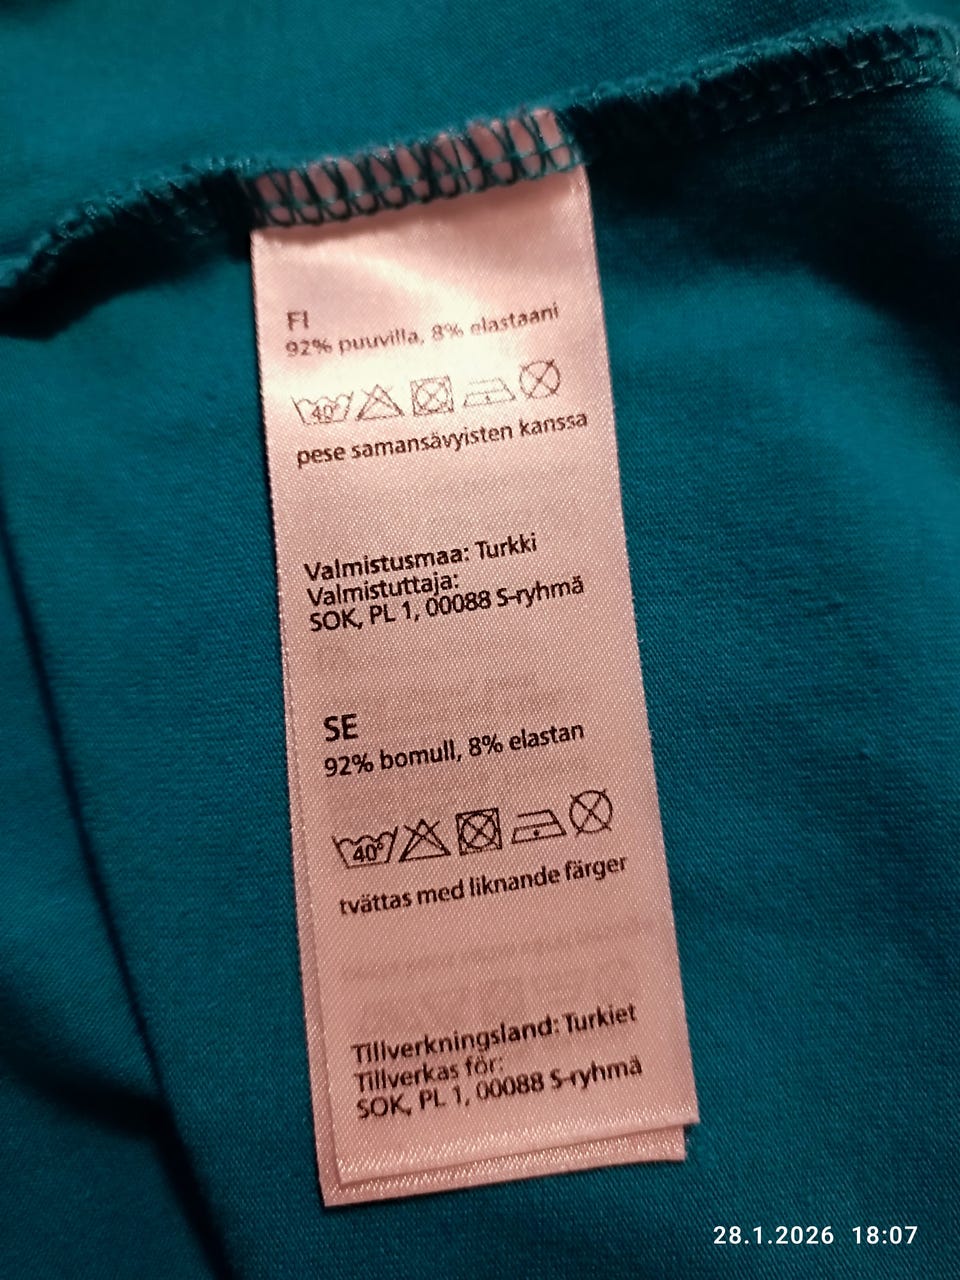 FI
92% puuvilla, 8% elastaani
40°
pese samansävyisten kanssa
Valmistusmaa: Turkki
Valmistuttaja:
SOK, PL 1, 00088 S-ryhmä
SE
92% bomull, 8% elastan
40°
tvättas med liknande färger
Tillverkningsland: Turkiet
Tillverkas för:
SOK, PL 1, 00088 S-ryhmä
28.1.2026 18:07